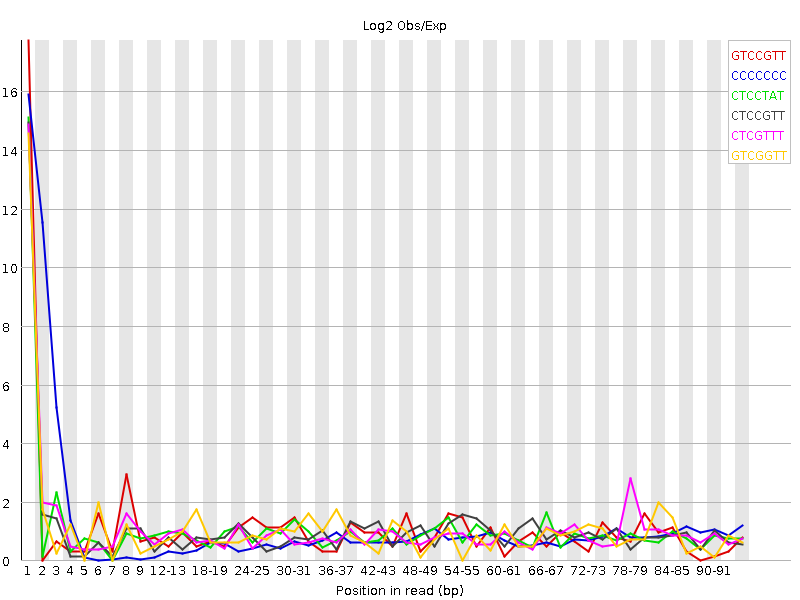 Log2 Obs/Exp
GTCCGTT
CCCCCCC
CTCCTAT
CTCCGTT
CTCGTTT
GTCGGTT
16
14
12
10
8
6
4
2
0
1 2 3 4 5 6 7 8 9 12-13 18-19 24-25 30-31 36-37 42-43 48-49 54-55 60-61 66-67 72-73 78-79 84-85 90-91
Position in read (bp)